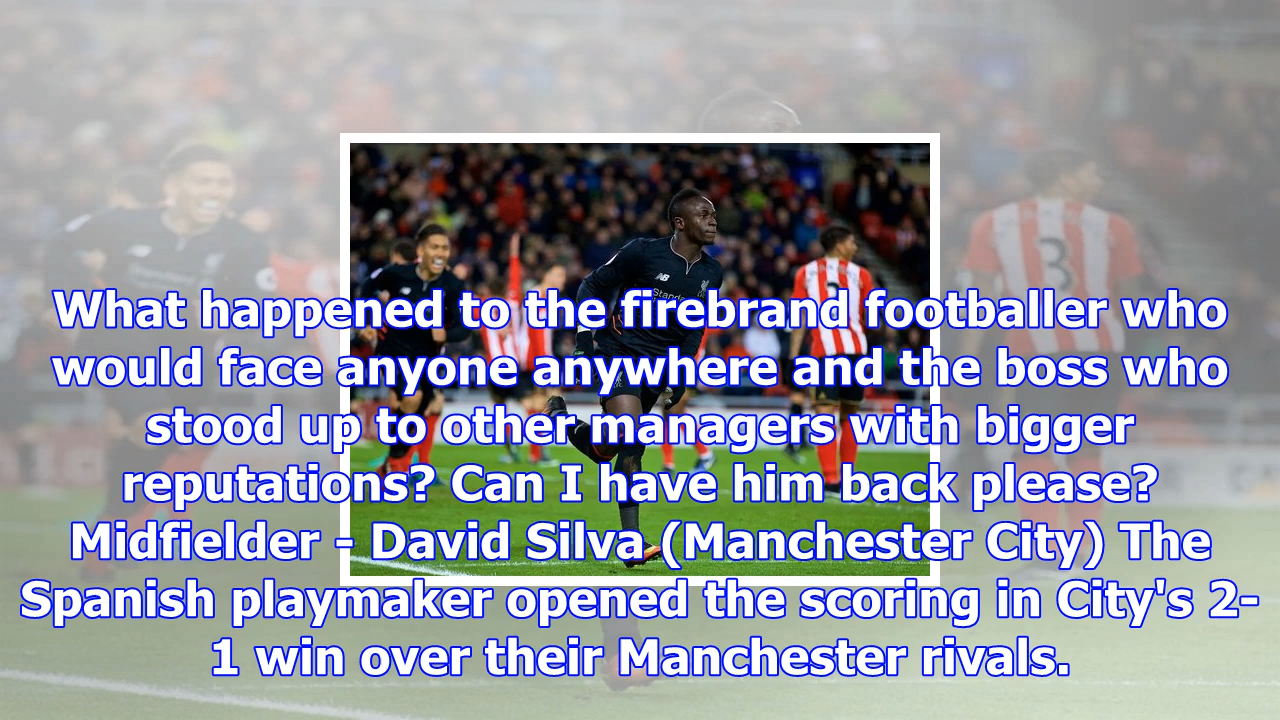 What happened to the firebrand footballer who
would face anyone anywhere and the boss who
stood up to other managers with bigger
reputations? Can I have him back please?
Midfielder - David Silva (Manchester City) The
Spanish playmaker opened the scoring in City's 2-
1 win over their Manchester rivals.
NB
3